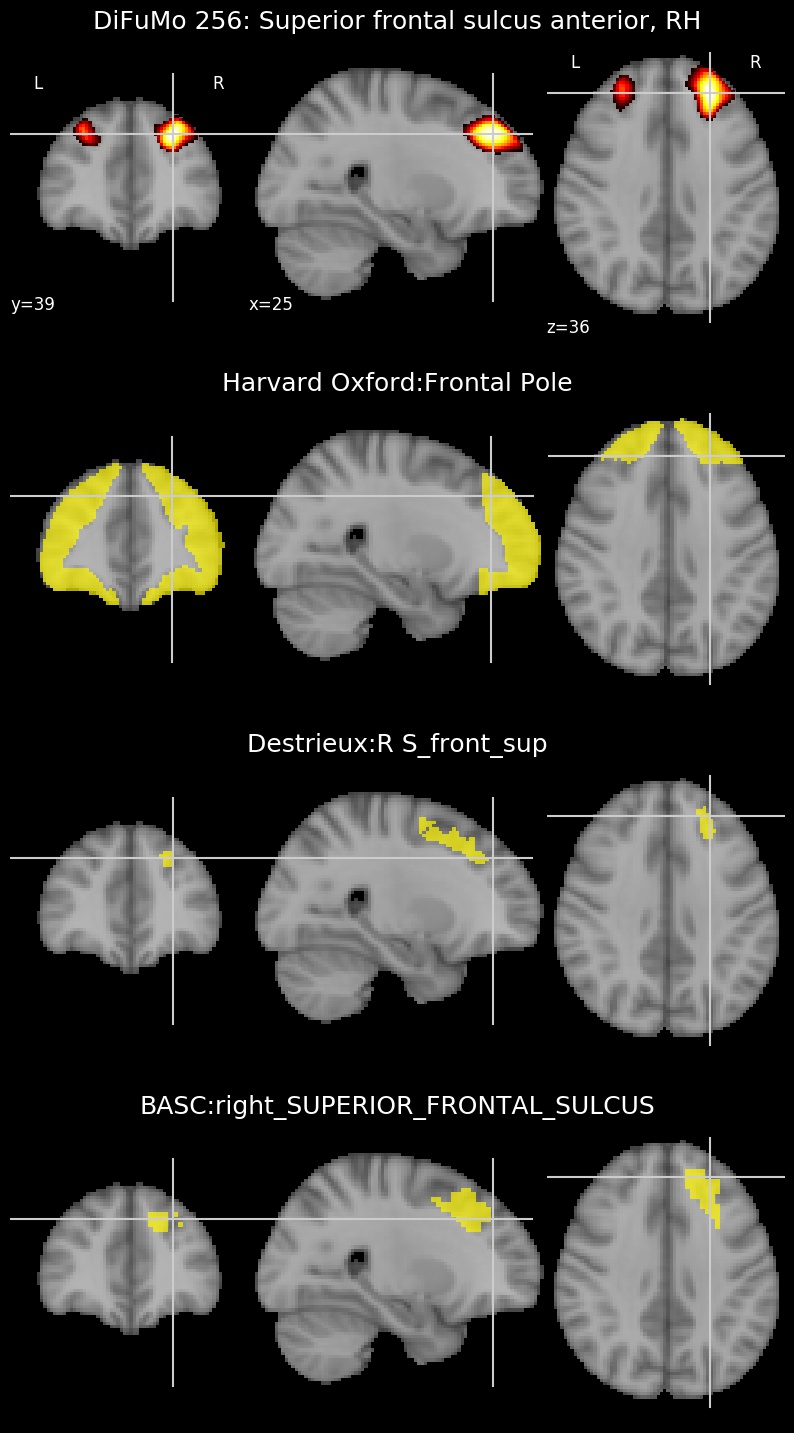 DiFuMo 256: Superior frontal sulcus anterior, RH
L R
L R
y=39
x=25
z=36
Harvard Oxford:Frontal Pole
Destrieux:R S_front_sup
BASC:right_SUPERIOR_FRONTAL_SULCUS